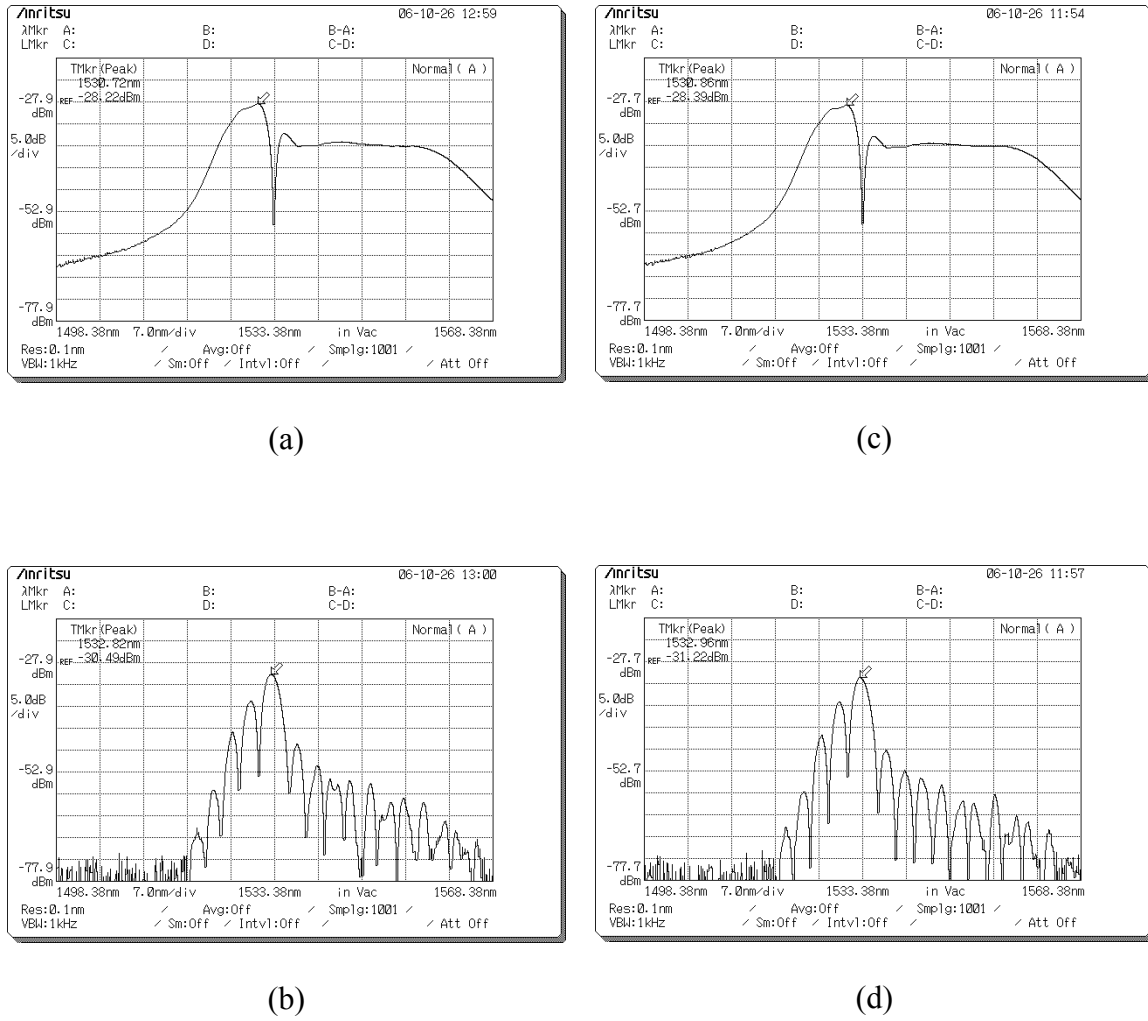 /inritsu 06-10-26 12:59
λMkr A: B: B-A:
LMkr C: D: C-D:
TMkr(Peak) Normal( A )
1530.72nm
-27.9 REF -28.22dBm
dBm
5.0dB
/div
-52.9
dBm
-77.9
dBm
1498.38nm 7.0nm/div 1533.38nm in Vac 1568.38nm
Res:0.1nm / Avg:Off / Smplg:1001 /
VBW:1kHz / Sm:Off / Intvl:Off / / Att Off
(a)
/inritsu 06-10-26 11:54
λMkr A: B: B-A:
LMkr C: D: C-D:
TMkr(Peak) Normal( A )
1530.86nm
-27.7 REF -28.39dBm
dBm
5.0dB
/div
-52.7
dBm
-77.7
dBm
1498.38nm 7.0nm/div 1533.38nm in Vac 1568.38nm
Res:0.1nm / Avg:Off / Smplg:1001 /
VBW:1kHz / Sm:Off / Intvl:Off / / Att Off
(c)
/inritsu 06-10-26 13:00
λMkr A: B: B-A:
LMkr C: D: C-D:
TMkr(Peak) Normal( A )
1532.82nm
-27.9 REF -30.49dBm
dBm
5.0dB
/div
-52.9
dBm
-77.9
dBm
1498.38nm 7.0nm/div 1533.38nm in Vac 1568.38nm
Res:0.1nm / Avg:Off / Smplg:1001 /
VBW:1kHz / Sm:Off / Intvl:Off / / Att Off
(b)
/inritsu 06-10-26 11:57
λMkr A: B: B-A:
LMkr C: D: C-D:
TMkr(Peak) Normal( A )
1532.96nm
-27.7 REF -31.22dBm
dBm
5.0dB
/div
-52.7
dBm
-77.7
dBm
1498.38nm 7.0nm/div 1533.38nm in Vac 1568.38nm
Res:0.1nm / Avg:Off / Smplg:1001 /
VBW:1kHz / Sm:Off / Intvl:Off / / Att Off
(d)